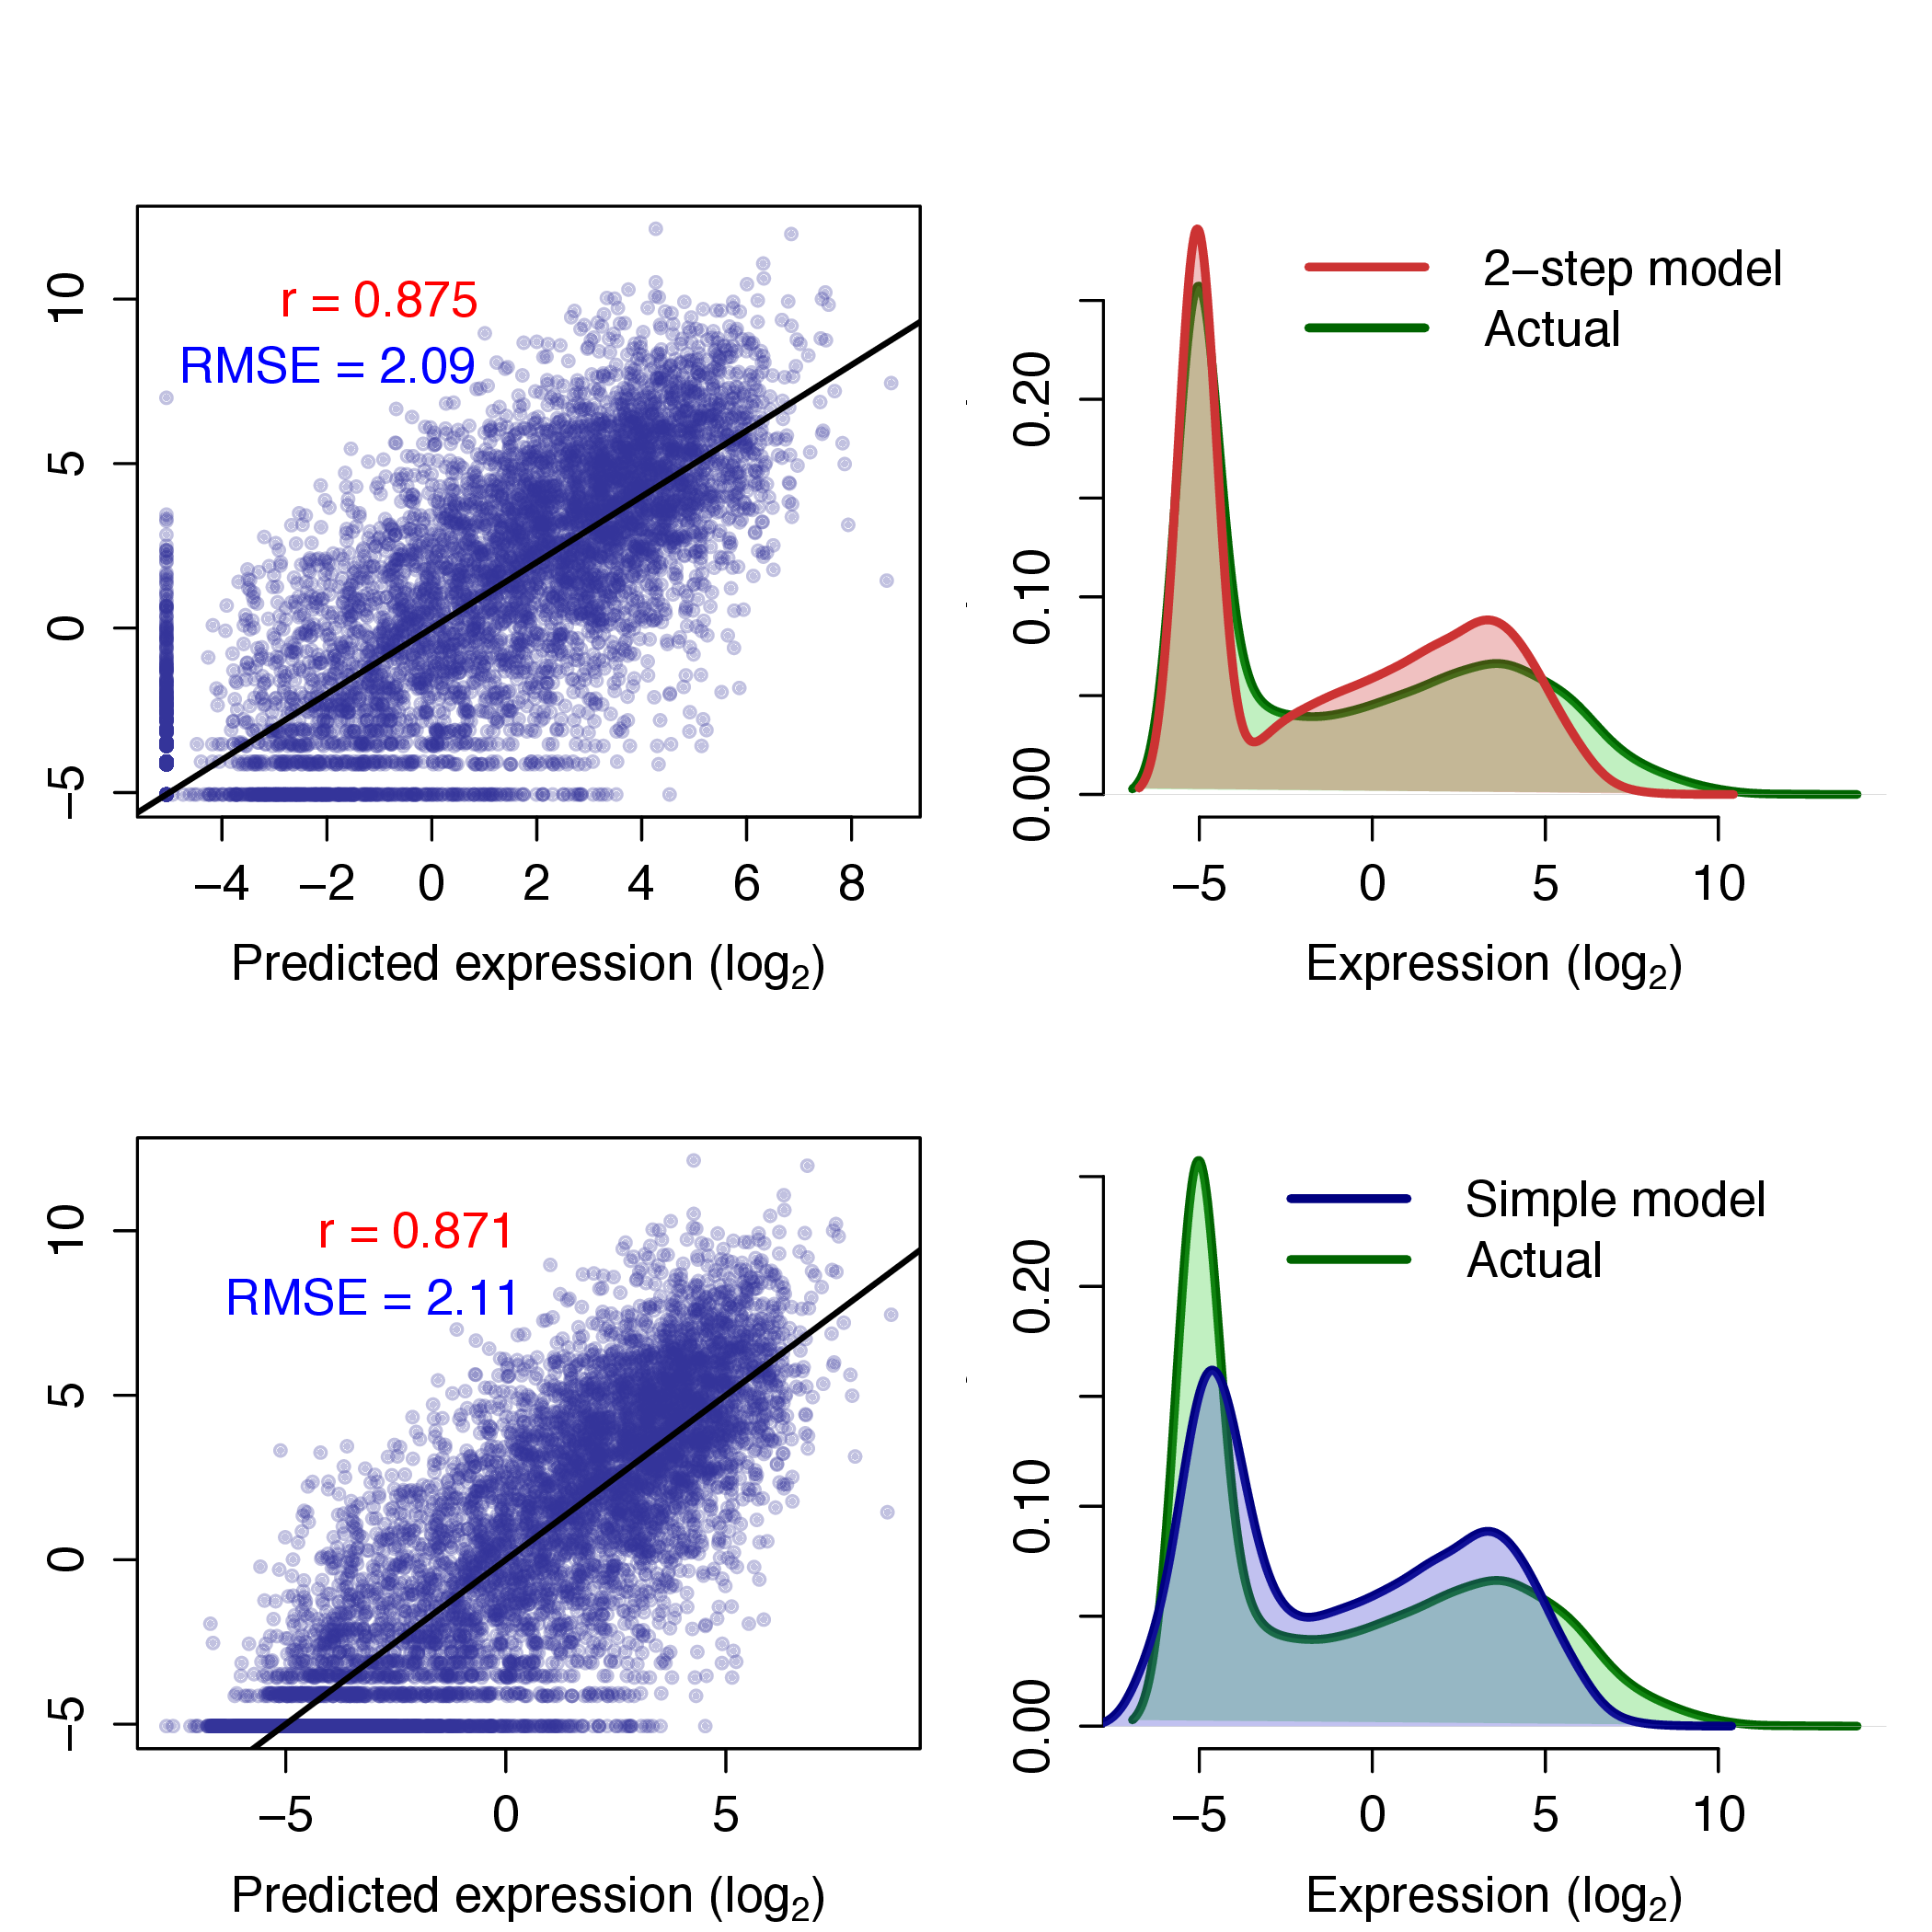 r = 0.875
RMSE = 2.09
10
5
0
−5
−4 −2 0 2 4 6 8
Predicted expression (log2)
2−step model
Actual
0.20
0.10
0.00
−5 0 5 10
Expression (log2)
r = 0.871
RMSE = 2.11
10
5
0
−5
−5 0 5
Predicted expression (log2)
Simple model
Actual
0.20
0.10
0.00
−5 0 5 10
Expression (log2)